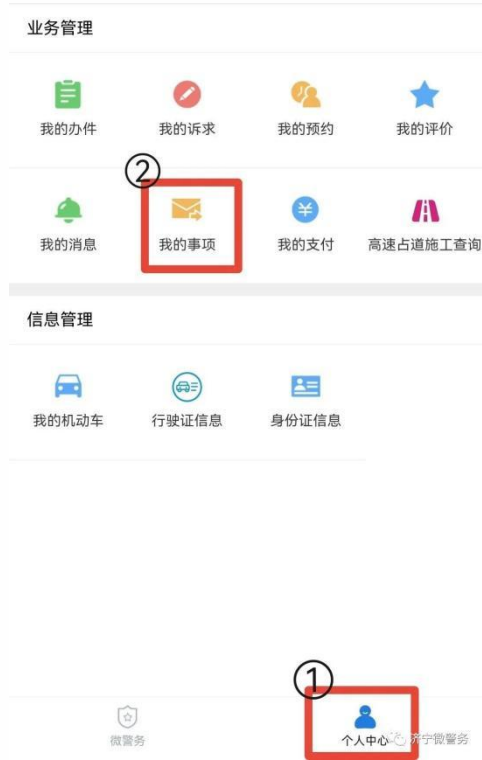 业务管理
我的办件 我的诉求 我的预约 我的评价
②
我的消息 我的事项 我的支付 高速占道施工查询
信息管理
我的机动车 行驶证信息 身份证信息
①
微警务 个人中心 济宁微警务